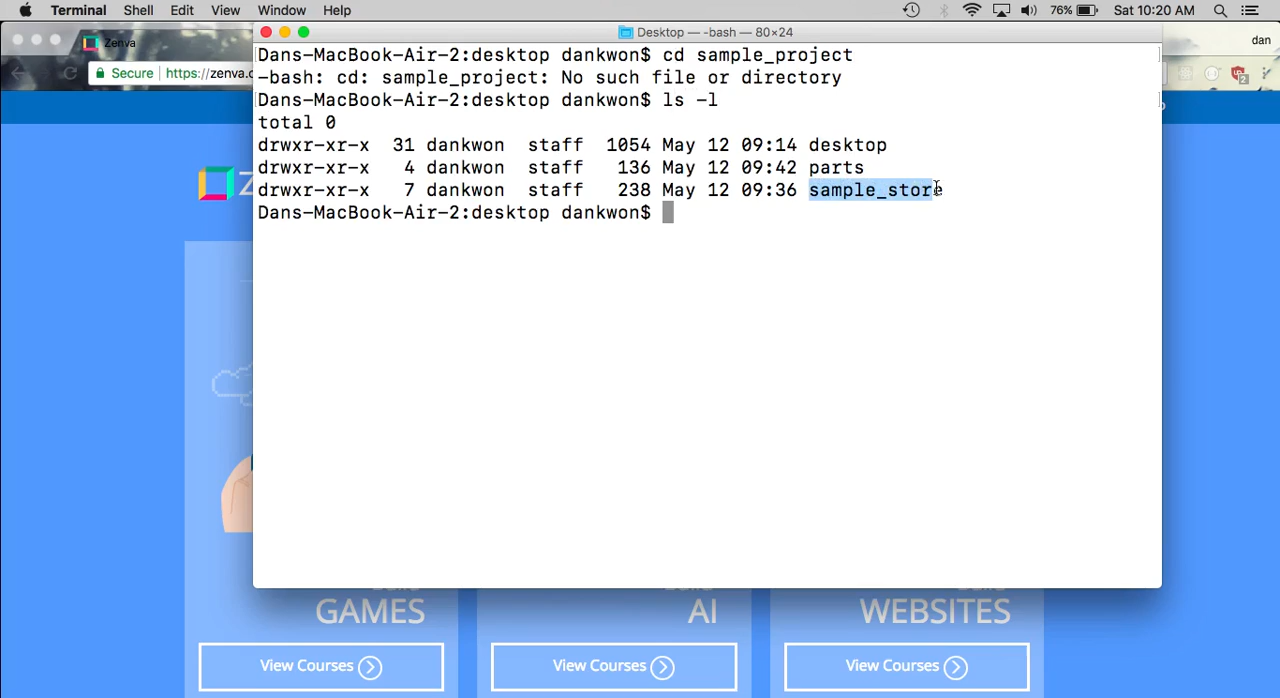 Terminal Shell Edit View Window Help 76% Sat 10:20 AM
Desktop — -bash — 80×24
Zenva
dan
Secure | https://zenva.c
Dans-MacBook-Air-2:desktop dankwon$ cd sample_project
-bash: cd: sample_project: No such file or directory
Dans-MacBook-Air-2:desktop dankwon$ ls -l
total 0
drwxr-xr-x 31 dankwon staff 1054 May 12 09:14 desktop
drwxr-xr-x 4 dankwon staff 136 May 12 09:42 parts
drwxr-xr-x 7 dankwon staff 238 May 12 09:36 sample_store
Dans-MacBook-Air-2:desktop dankwon$
GAMES
AI
WEBSITES
View Courses
View Courses
View Courses